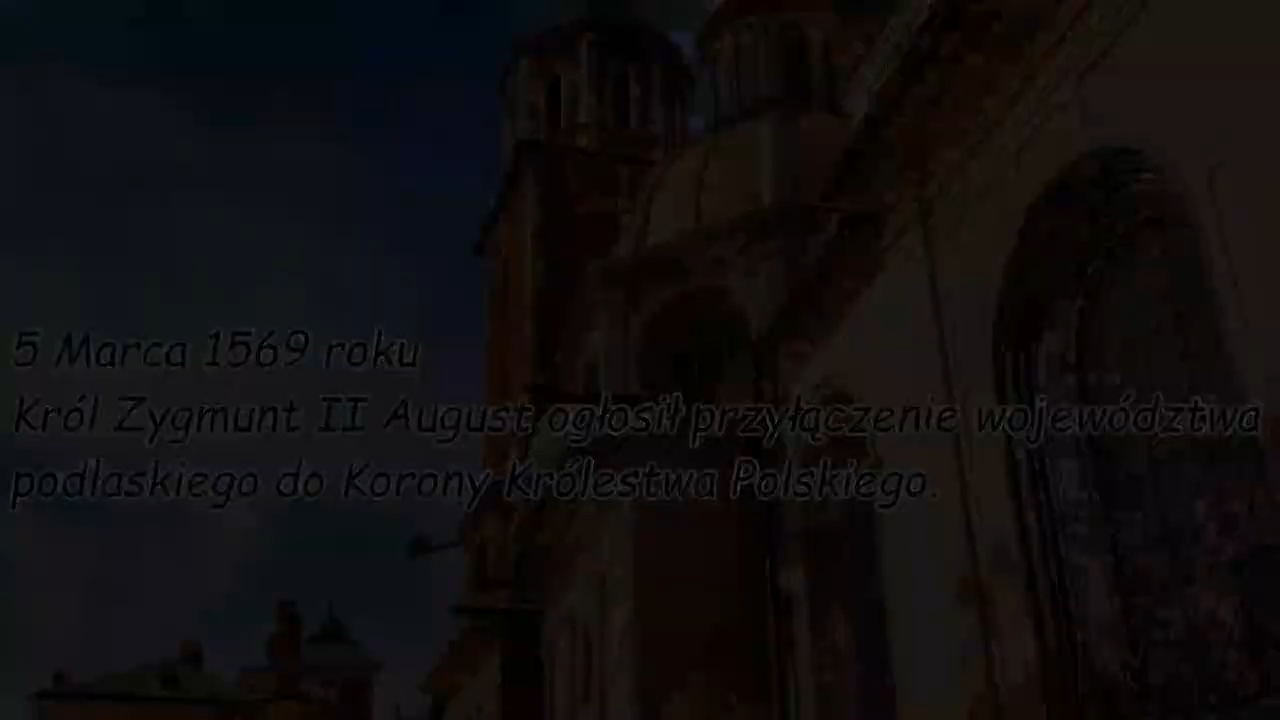 5 Marca 1569 roku
Król Zygmunt II August ogłosił przyłączenie województwa
podlaskiego do Korony Królestwa Polskiego.